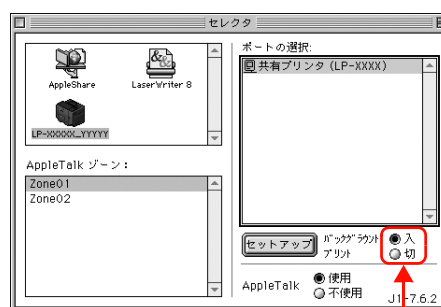 セレクタ
AppleShare
LaserWriter 8
LP-XXXXX_YYYYY
AppleTalk ゾーン：
Zone01
Zone02
ポートの選択:
共有プリンタ (LP-XXXX)
セットアップ
バックグラウンド
プリント
入
切
AppleTalk
使用
不使用
J1-7.6.2